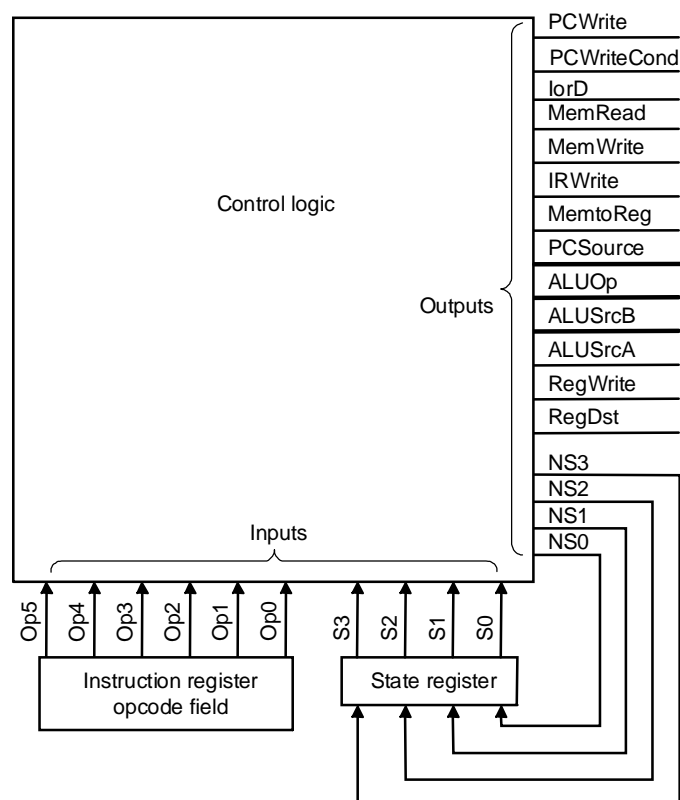 PCWrite
PCWriteCond
IorD
MemRead
MemWrite
IRWrite
MemtoReg
PCSource
ALUOp
ALUSrcB
ALUSrcA
RegWrite
RegDst
NS3
NS2
NS1
NS0
Control logic
Outputs
Inputs
Op5
Op4
Op3
Op2
Op1
Op0
S3
S2
S1
S0
Instruction register
opcode field
State register